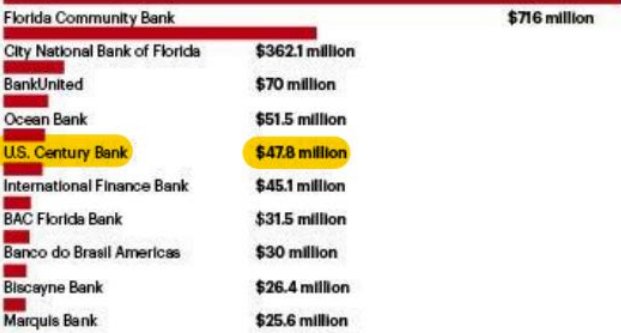 Florida Community Bank $716 million
City National Bank of Florida $362.1 million
BankUnited $70 million
Ocean Bank $51.5 million
U.S. Century Bank $47.8 million
International Finance Bank $45.1 million
BAC Florida Bank $31.5 million
Banco do Brasil Americas $30 million
Biscayne Bank $26.4 million
Marquis Bank $25.6 million